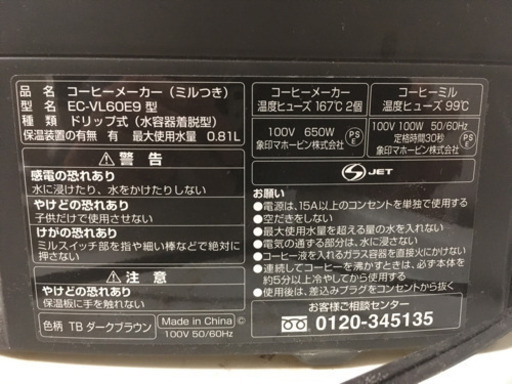 品名 コーヒーメーカー（ミルつき）
型名 EC-VL60E9 型
種類 ドリップ式（水容器着脱型）
保温装置の有無 有 最大使用水量 0.81L
コーヒーメーカー
温度ヒューズ 167℃ 2個
100V 650W
象印マホービン株式会社
PS
E
コーヒーミル
温度ヒューズ 99℃
100V 100W 50/60Hz
定格時間30秒
象印マホービン株式会社
PS
E
警告
感電の恐れあり
水に浸けたり、水をかけたりしない
やけどの恐れあり
子供だけで使用させない
けがの恐れあり
ミルスイッチ部を指や細い棒などで絶対に
押さない
注意
やけどの恐れあり
保温板に手を触れない
色柄 TB ダークブラウン
Made in China
100V 50/60Hz
©
S JET
お願い
●電源は、15A以上のコンセントを単独で使用する
●空だきをしない
●最大使用水量を超える量の水を入れない
●電気の通する部分は、水に浸さない
●コーヒー液を入れるガラス容器を直接火にかけない
●連続してコーヒーを沸かすときは、必ず本体を
約5分以上冷やしてから使用する
●使用後は、差込みプラグをコンセントから抜く
お客様ご相談センター
0120-345135